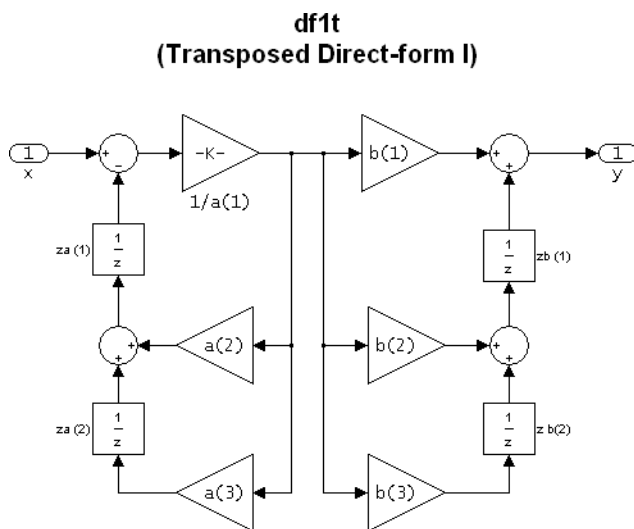 df1t
(Transposed Direct-form I)
1
x
+
−
-K-
1/a(1)
b(1)
+
+
1
y
za (1)
1
z
1
z
zb (1)
+
+
a(2)
b(2)
+
+
za (2)
1
z
1
z
z b(2)
a(3)
b(3)